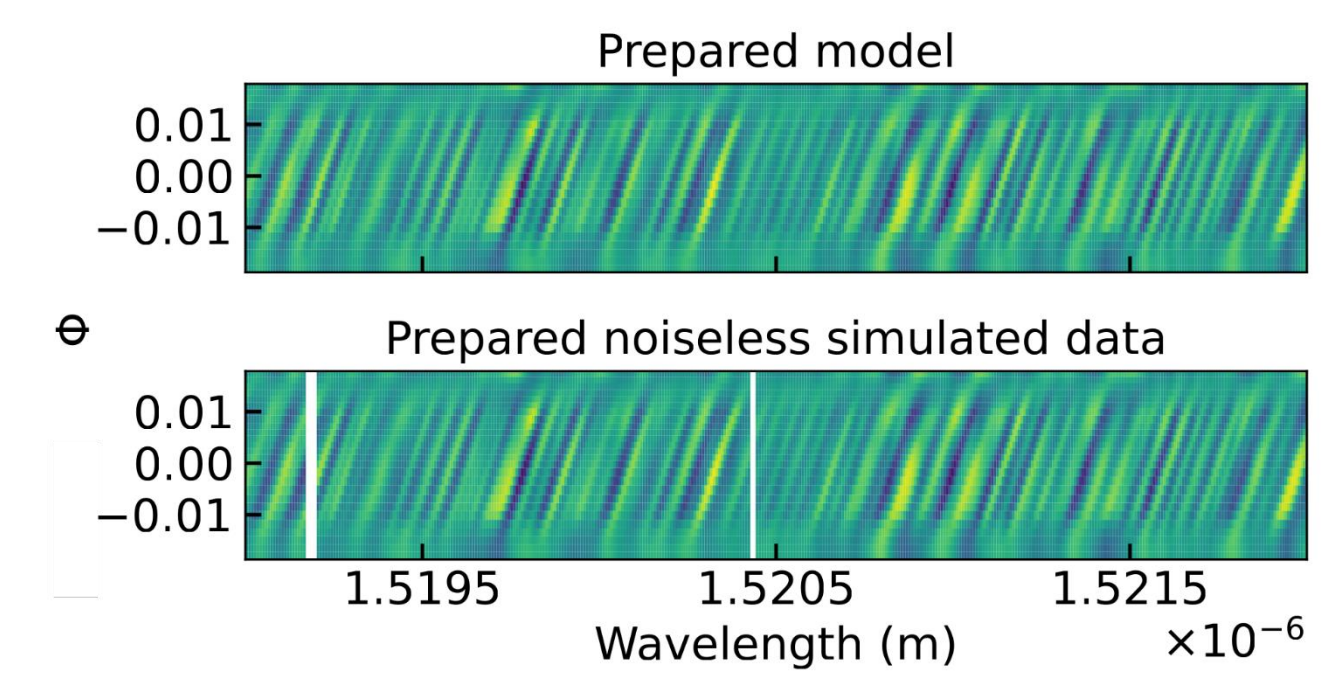 Prepared model
0.01
0.00
−0.01
Φ
Prepared noiseless simulated data
0.01
0.00
−0.01
1.5195 1.5205 1.5215
Wavelength (m) ×10⁻⁶